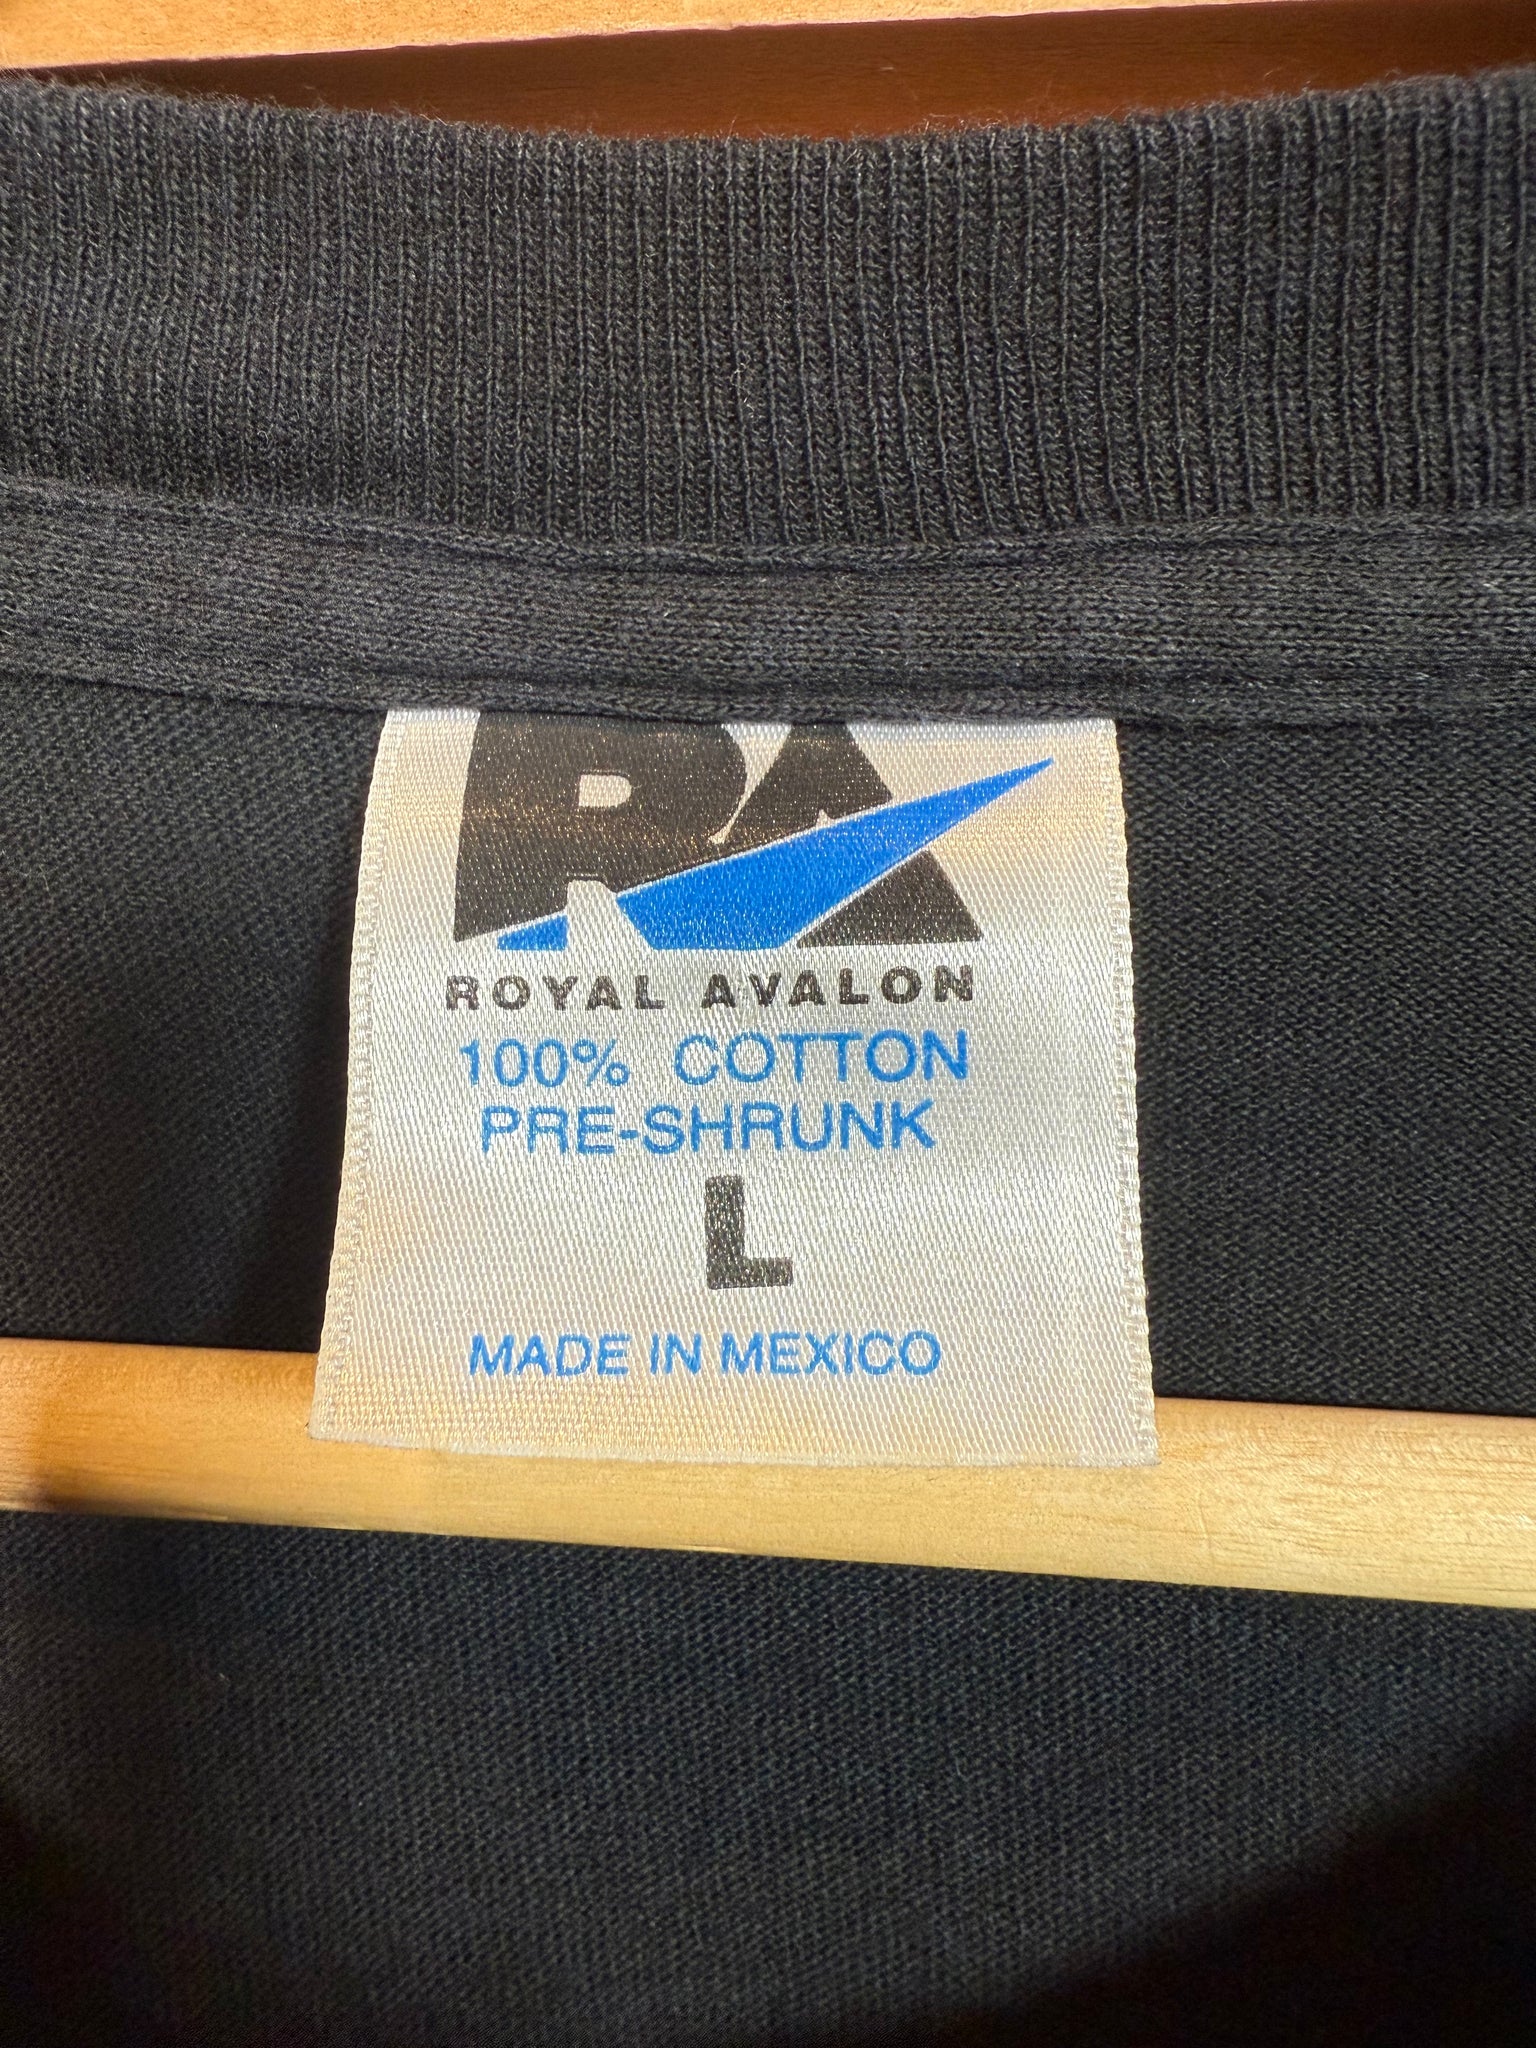 RA
ROYAL AVALON
100% COTTON
PRE-SHRUNK
L
MADE IN MEXICO